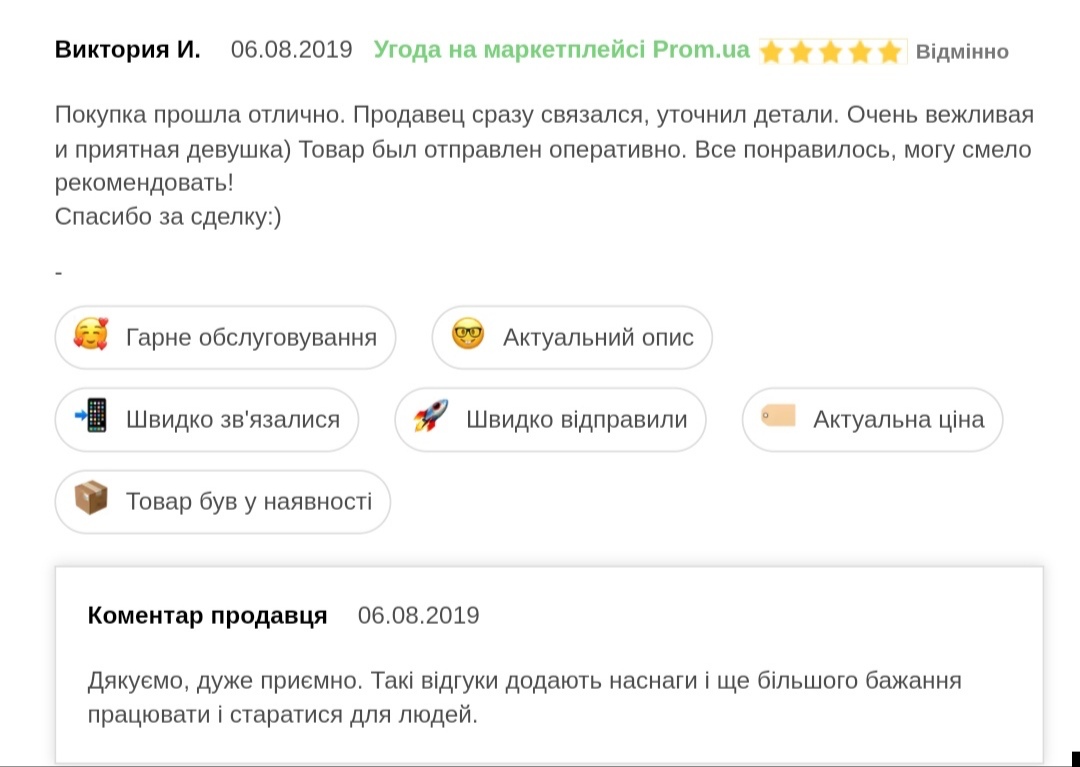 Виктория И. 06.08.2019 Угода на маркетплейсі Prom.ua Відмінно
Покупка прошла отлично. Продавец сразу связался, уточнил детали. Очень вежливая
и приятная девушка) Товар был отправлен оперативно. Все понравилось, могу смело
рекомендовать!
Спасибо за сделку:)
-
Гарне обслуговування Актуальний опис
Швидко зв'язалися Швидко відправили Актуальна ціна
Товар був у наявності
Коментар продавця 06.08.2019
Дякуємо, дуже приємно. Такі відгуки додають наснаги і ще більшого бажання
працювати і старатися для людей.